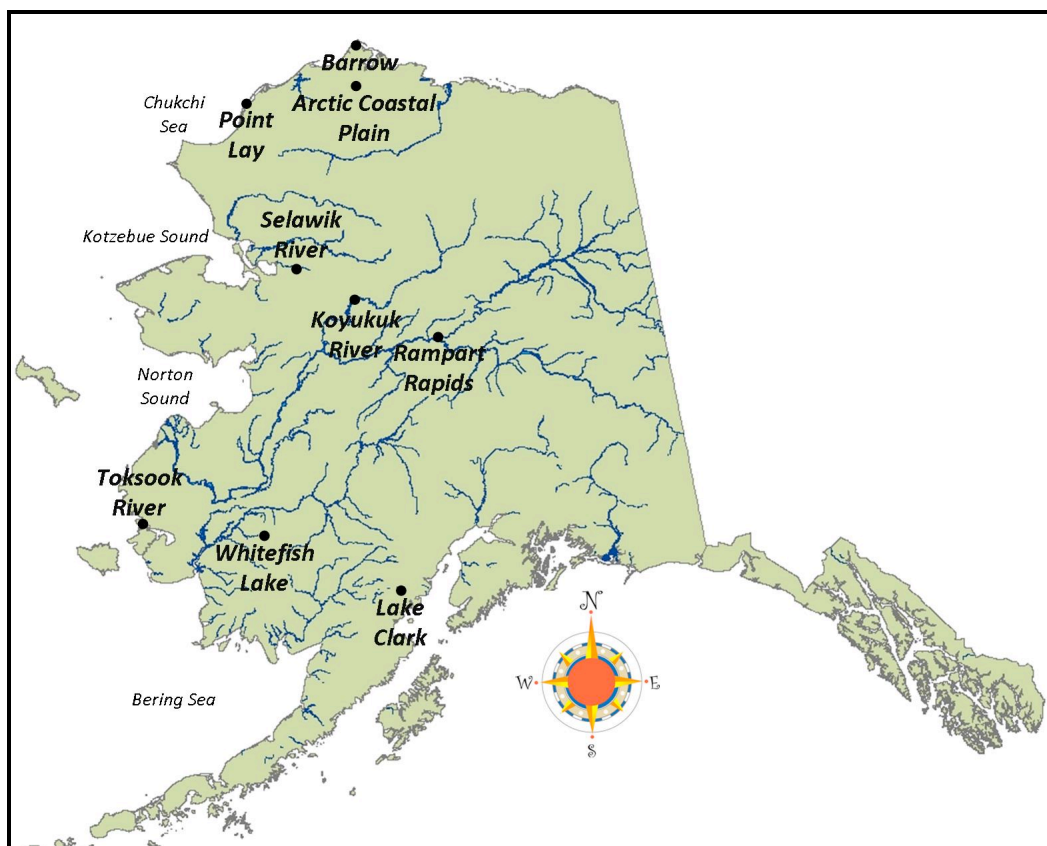 Barrow
Chukchi
Sea
Arctic Coastal
Plain
Point
Lay
Selawik
River
Kotzebue Sound
Koyukuk
River
Rampart
Rapids
Norton
Sound
Toksook
River
Whitefish
Lake
Lake
Clark
N
W
E
S
Bering Sea